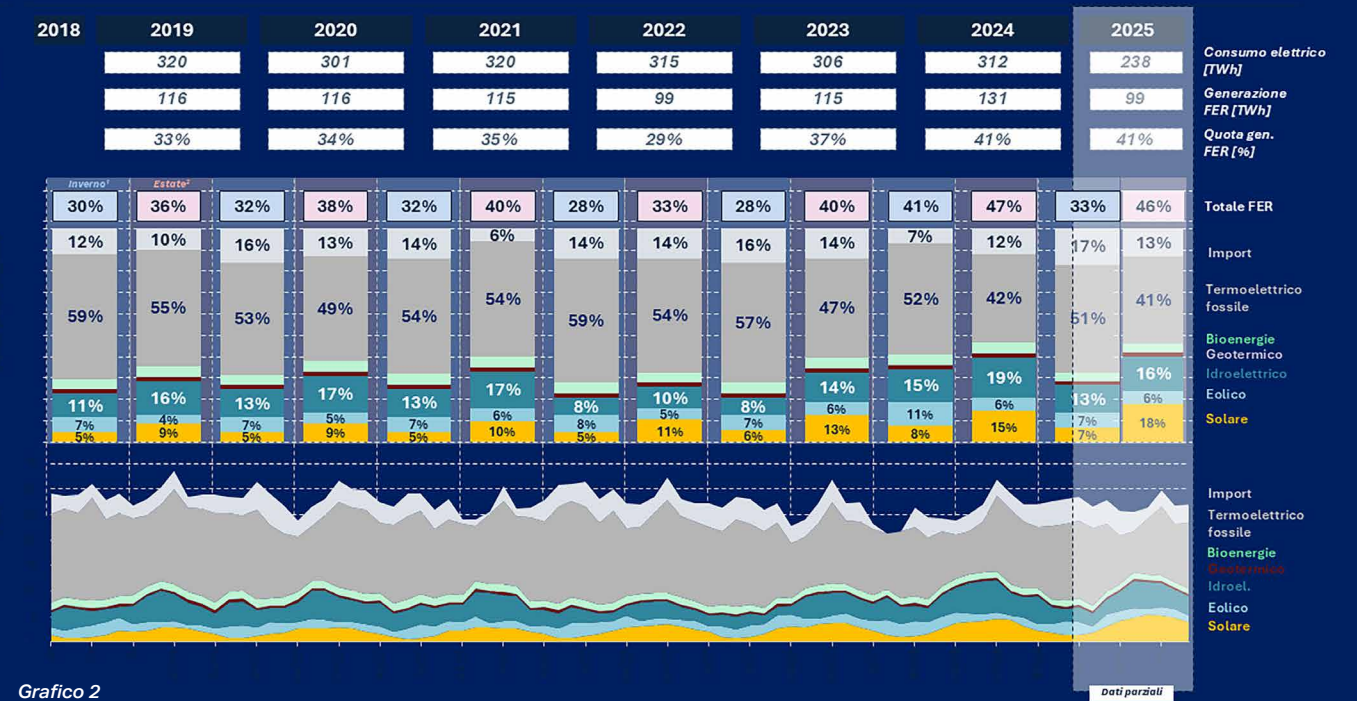 2018 2019 2020 2021 2022 2023 2024 2025
320 301 320 315 306 312 238 Consumo elettrico
[TWh]
116 116 115 99 115 131 99 Generazione
FER [TWh]
33% 34% 35% 29% 37% 41% 41% Quota gen.
FER [%]
Inverno¹ Estate²
30% 36% 32% 38% 32% 40% 28% 33% 28% 40% 41% 47% 33% 46% Totale FER
12% 10% 16% 13% 14% 6% 14% 14% 16% 14% 7% 12% 17% 13% Import
59% 55% 53% 49% 54% 54% 59% 54% 57% 47% 52% 42% 51% 41% Termoelettrico
fossile
Bioenergie
Geotermico
11% 16% 13% 17% 13% 17% 8% 10% 8% 14% 15% 19% 13% 16% Idroelettrico
7% 4% 7% 5% 7% 6% 8% 5% 7% 6% 11% 6% 7% 6% Eolico
5% 9% 5% 9% 5% 10% 5% 11% 6% 13% 8% 15% 7% 18% Solare
Import
Termoelettrico
fossile
Bioenergie
Geotermico
Idroel.
Eolico
Solare
Grafico 2
Dati parziali